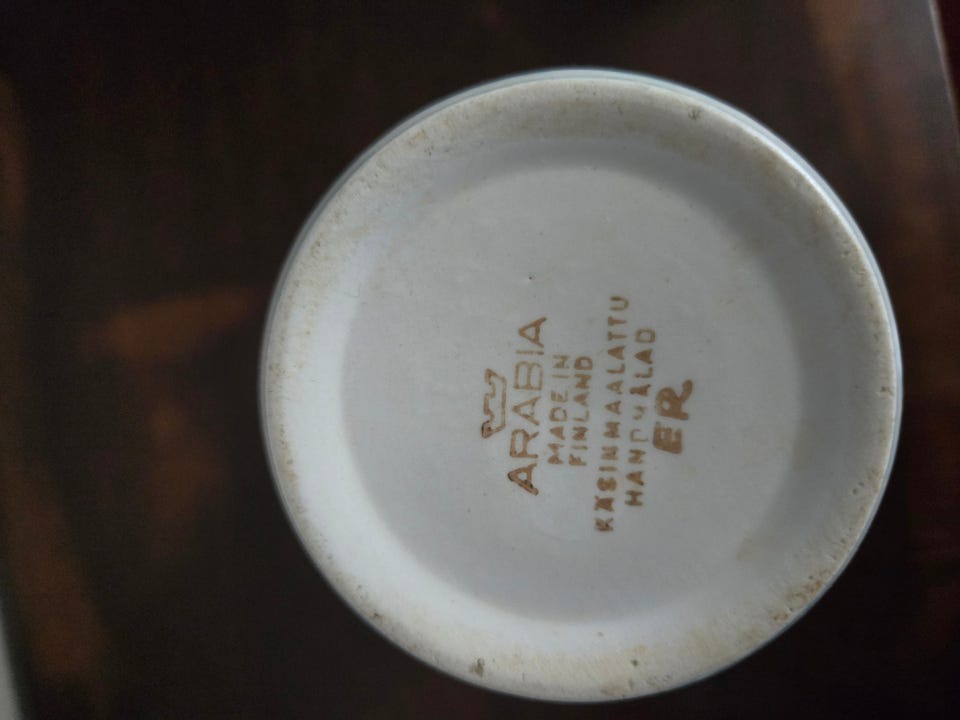 ARABIA
MADE IN
FINLAND
KÄSINMAALATTU
HANDMÅLAD
ER